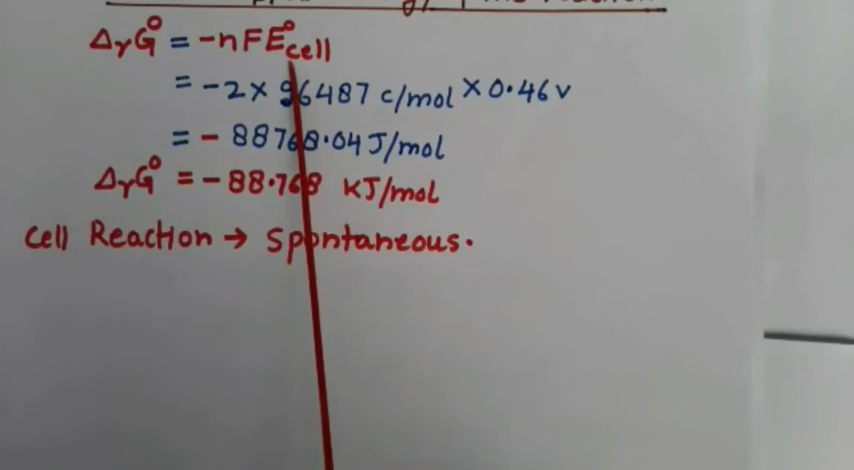 ΔrG° = -nFE°cell
= -2 × 96487 c/mol × 0.46 v
= - 88768.04 J/mol
ΔrG° = - 88.768 KJ/mol
Cell Reaction → Spontaneous.